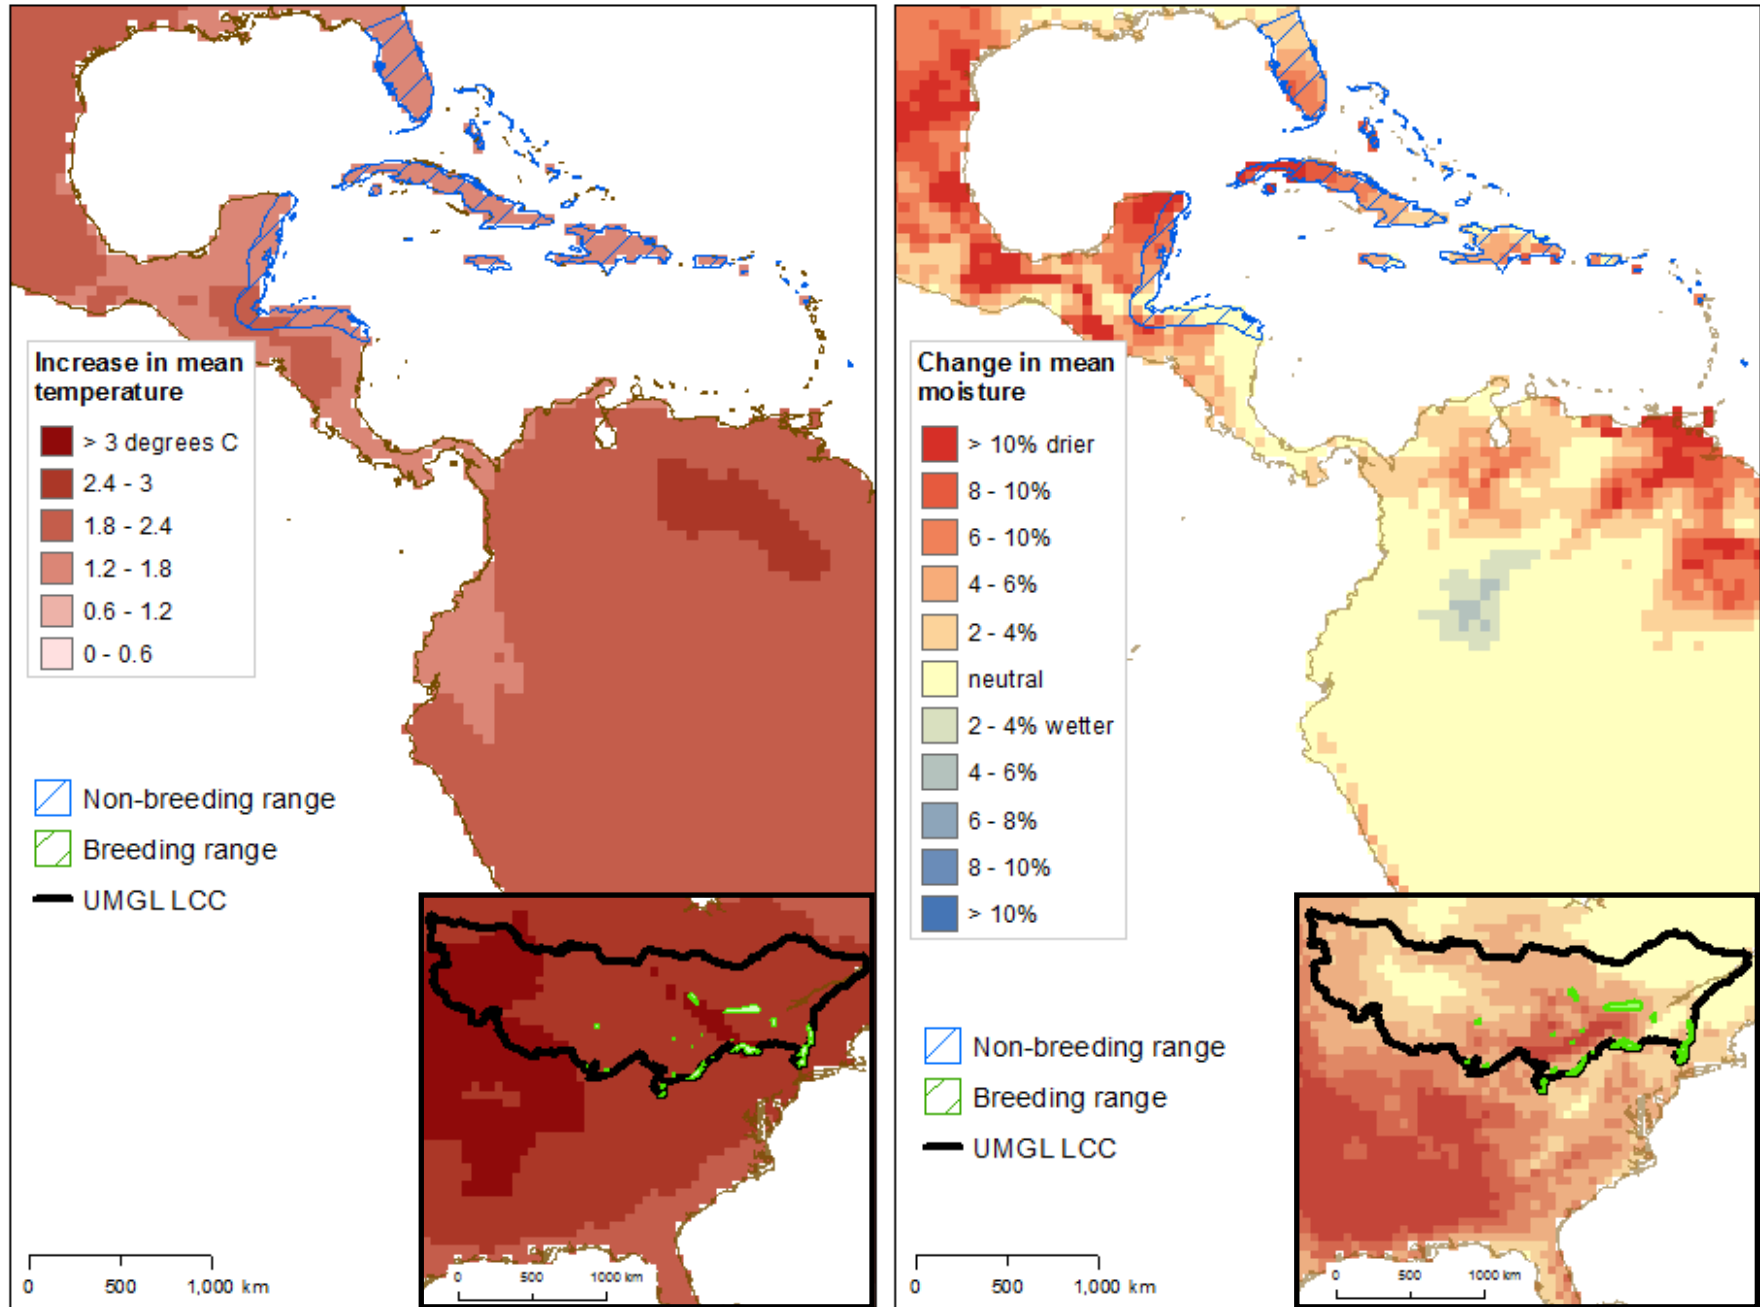 Increase in mean
temperature
> 3 degrees C
2.4 - 3
1.8 - 2.4
1.2 - 1.8
0.6 - 1.2
0 - 0.6
Non-breeding range
Breeding range
UMGL LCC
0 500 1,000 km
0 500 1000 km
Change in mean
moisture
> 10% drier
8 - 10%
6 - 10%
4 - 6%
2 - 4%
neutral
2 - 4% wetter
4 - 6%
6 - 8%
8 - 10%
> 10%
Non-breeding range
Breeding range
UMGL LCC
0 500 1,000 km
0 500 1000 km